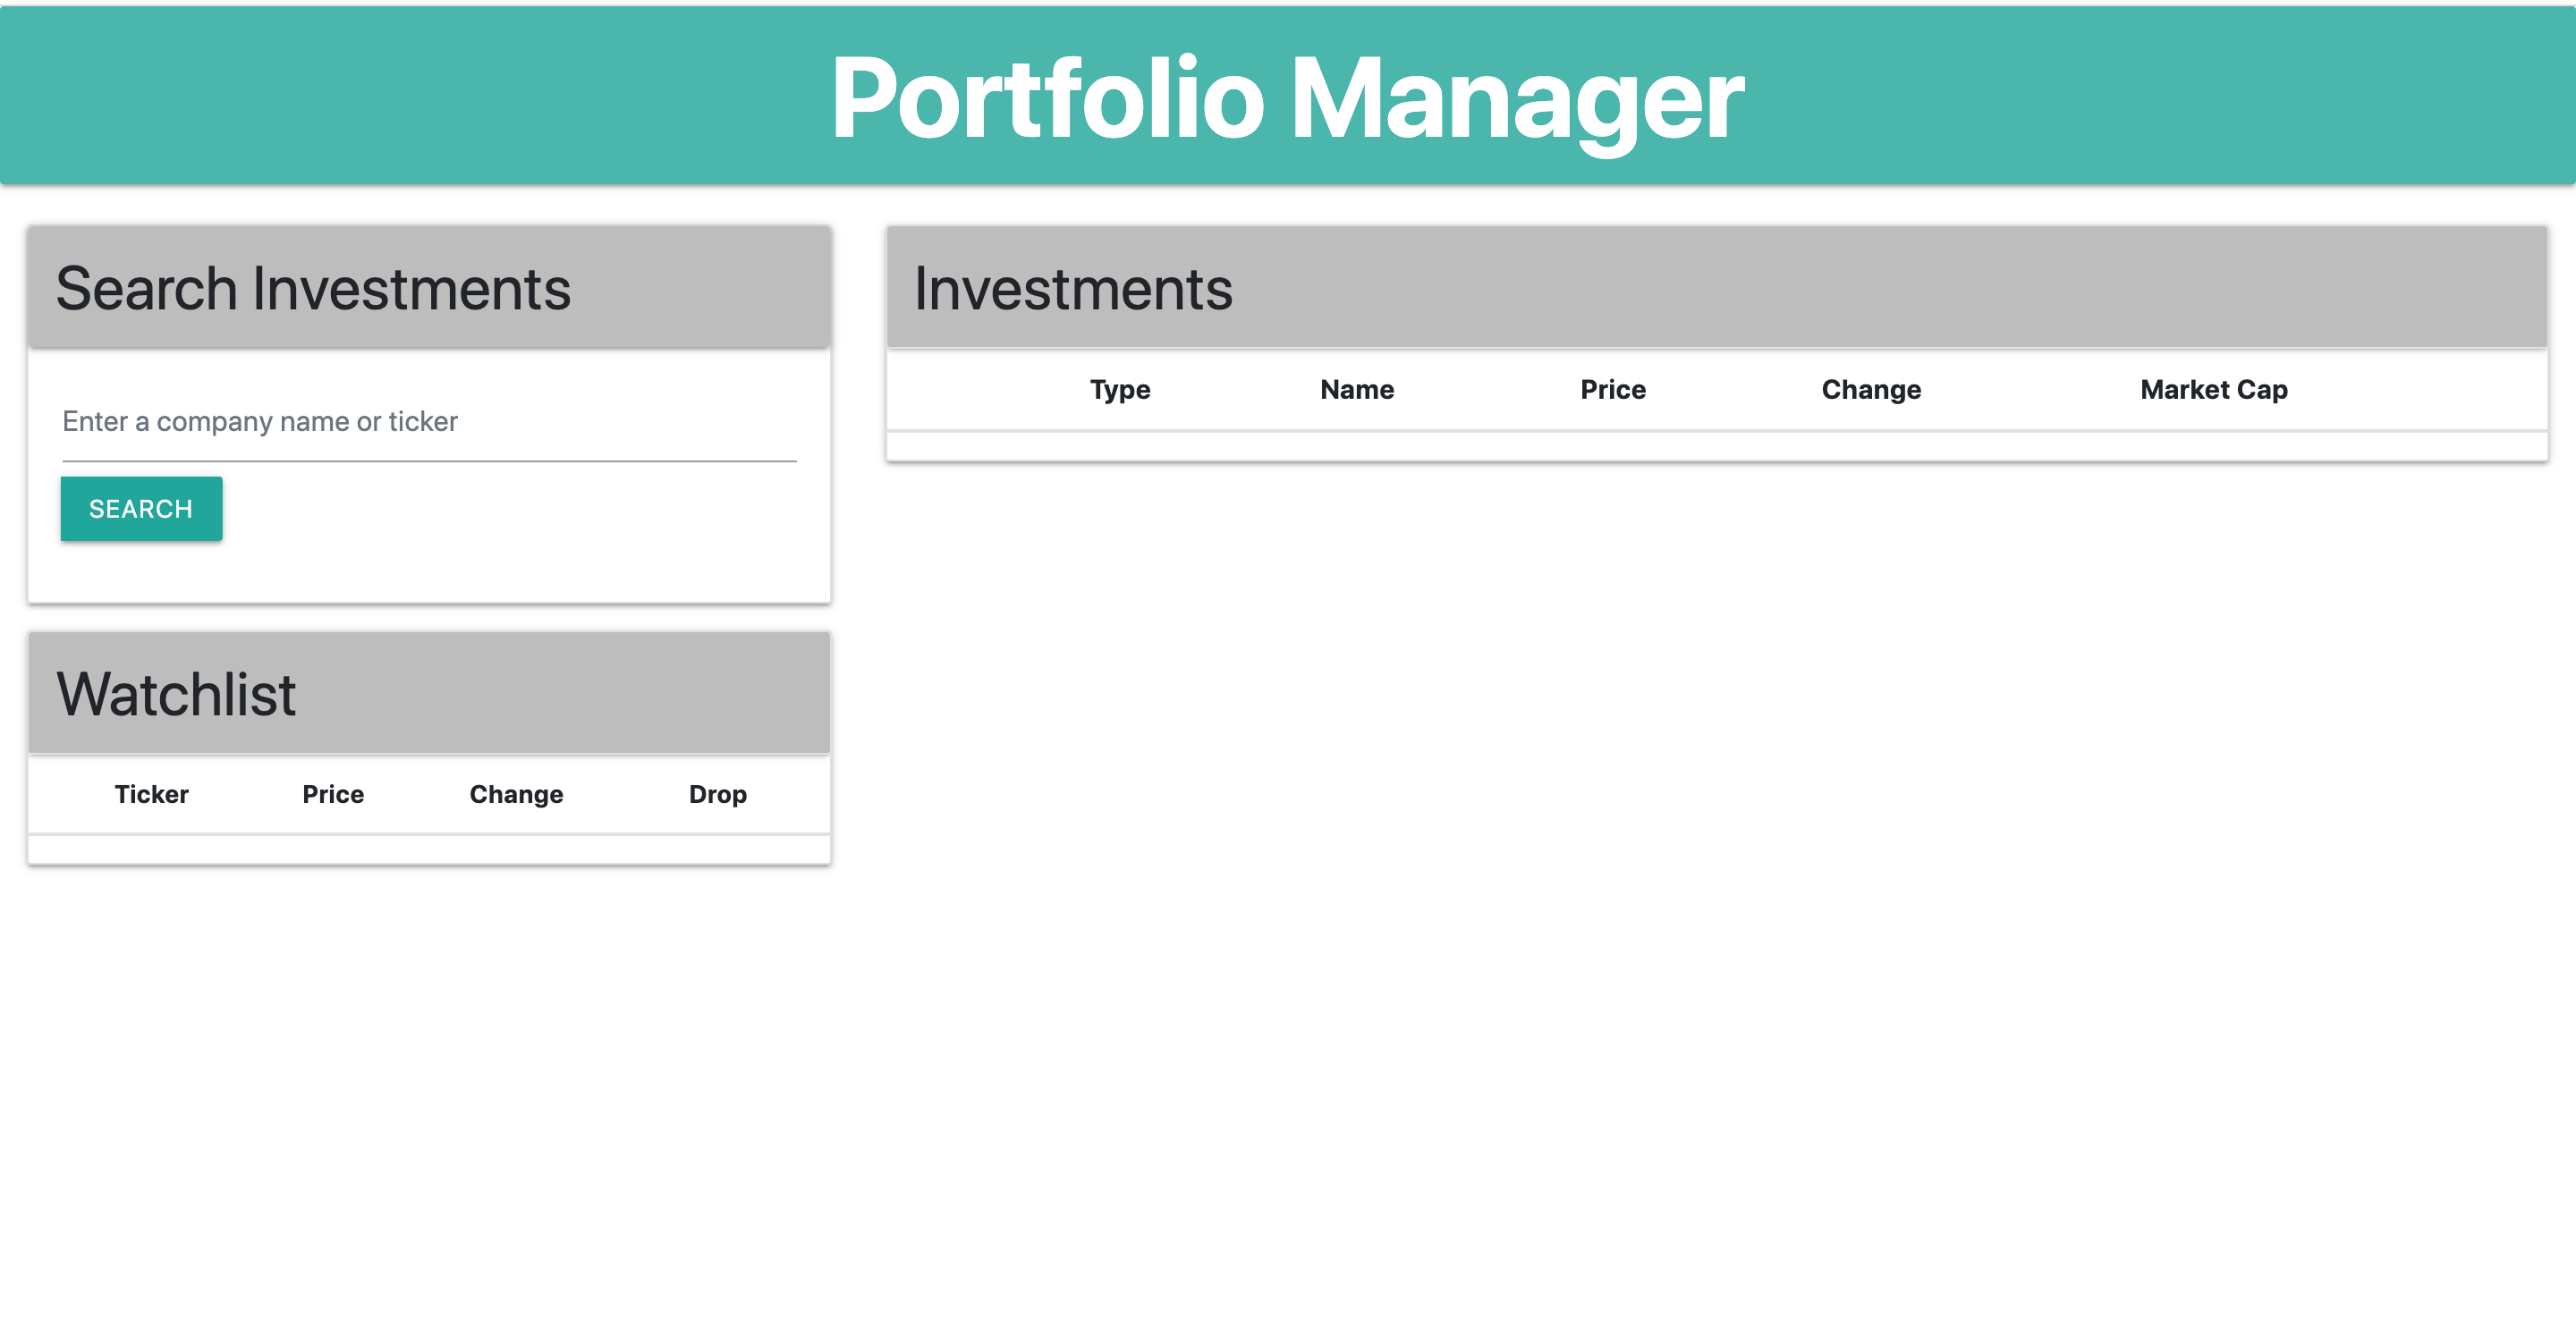 Portfolio Manager
Search Investments
Enter a company name or ticker
SEARCH
Watchlist
Ticker Price Change Drop
Investments
Type Name Price Change Market Cap